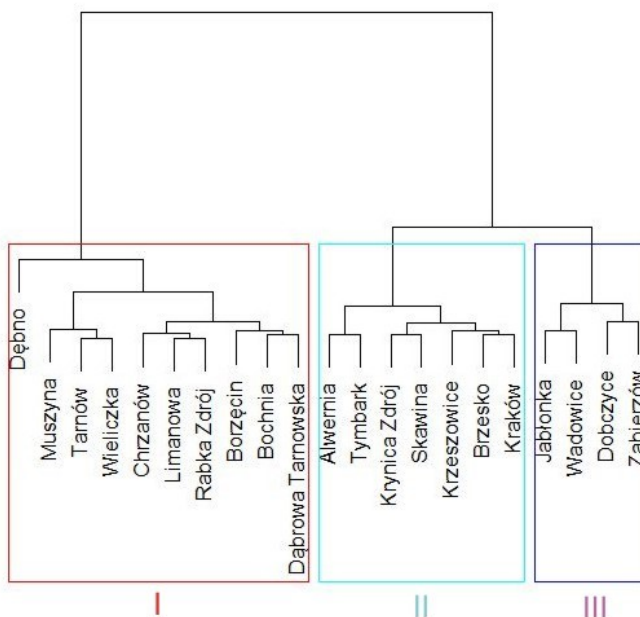 Dębno
Muszyna
Tarnów
Wieliczka
Chrzanów
Limanowa
Rabka Zdrój
Borzęcin
Bochnia
Dąbrowa Tarnowska
Alwernia
Tymbark
Krynica Zdrój
Skawina
Krzeszowice
Brzesko
Kraków
Jabłonka
Wadowice
Dobczyce
Zabierzów
I
II
III